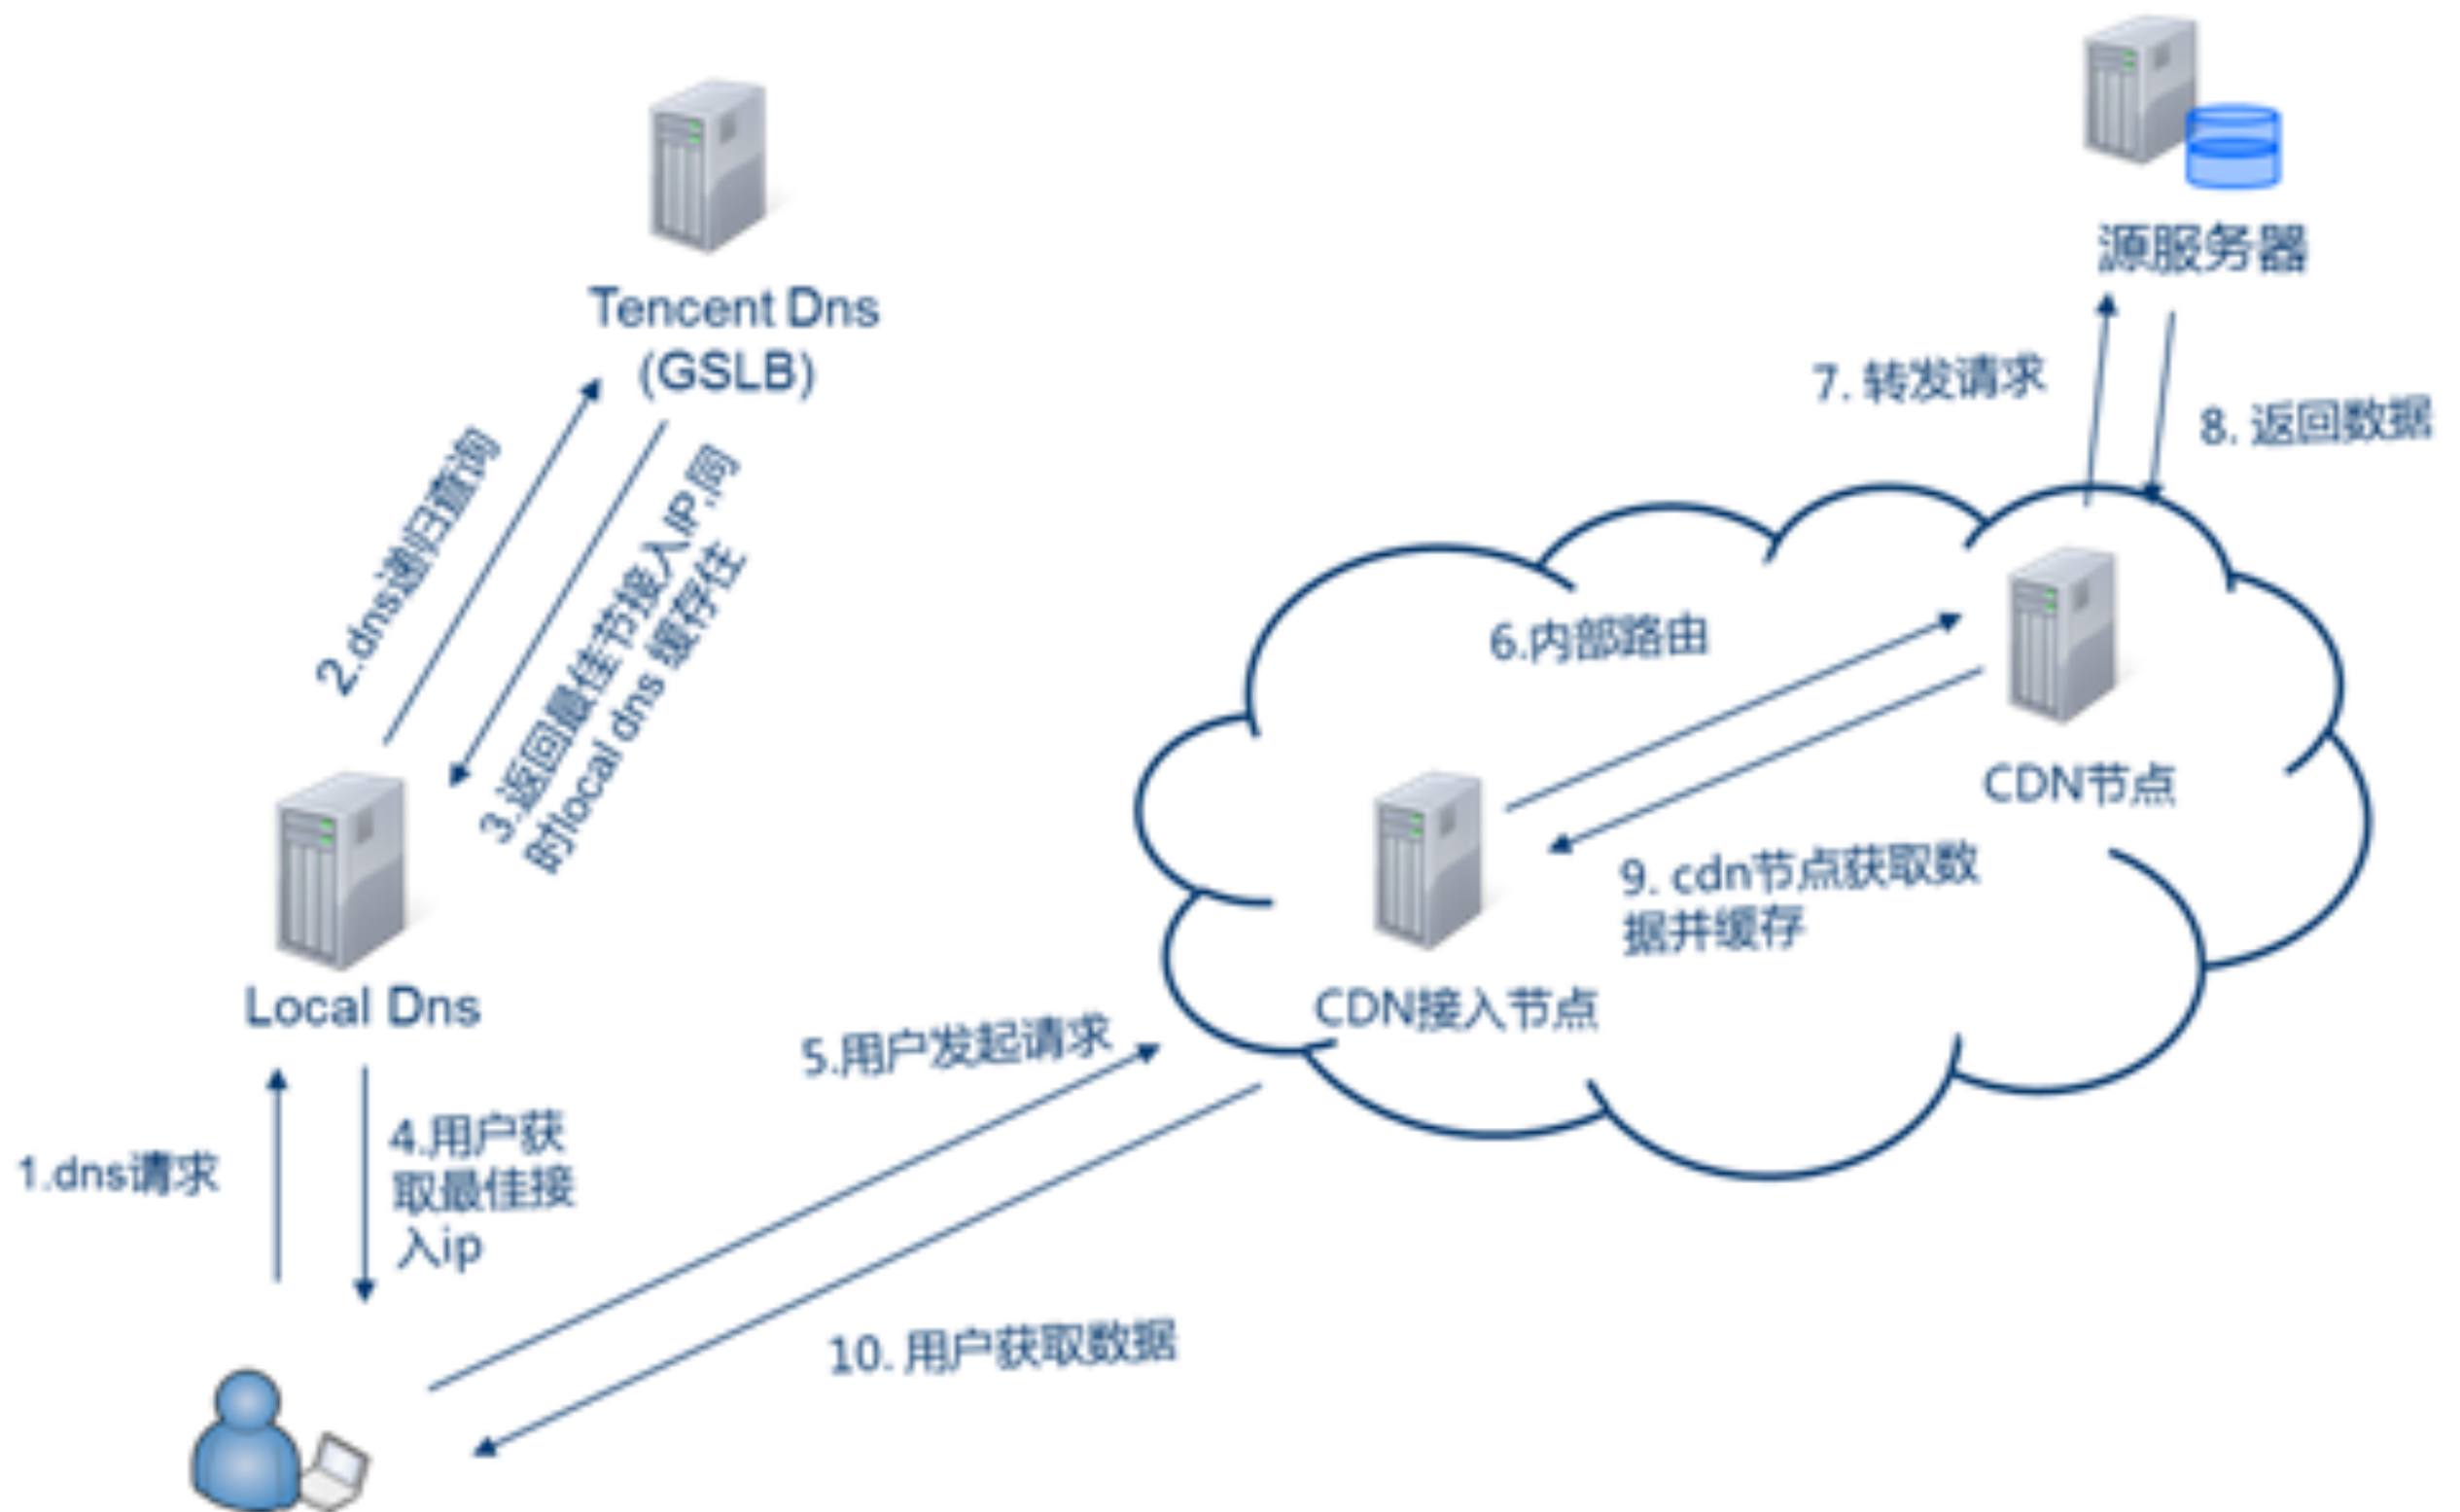 Tencent Dns
(GSLB)
源服务器
7. 转发请求
8. 返回数据
2.dns递归查询
3.返回最佳节接入IP,同
时local dns 缓存住
6.内部路由
CDN节点
9. cdn节点获取数
据并缓存
CDN接入节点
Local Dns
5.用户发起请求
1.dns请求
4.用户获
取最佳接
入ip
10. 用户获取数据